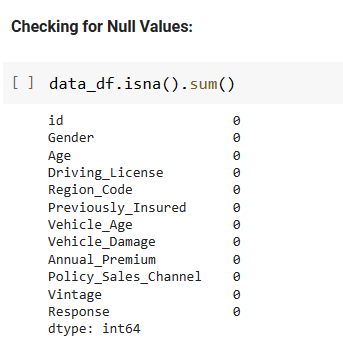 Checking for Null Values:
[ ] data_df.isna().sum()
id 0
Gender 0
Age 0
Driving_License 0
Region_Code 0
Previously_Insured 0
Vehicle_Age 0
Vehicle_Damage 0
Annual_Premium 0
Policy_Sales_Channel 0
Vintage 0
Response 0
dtype: int64